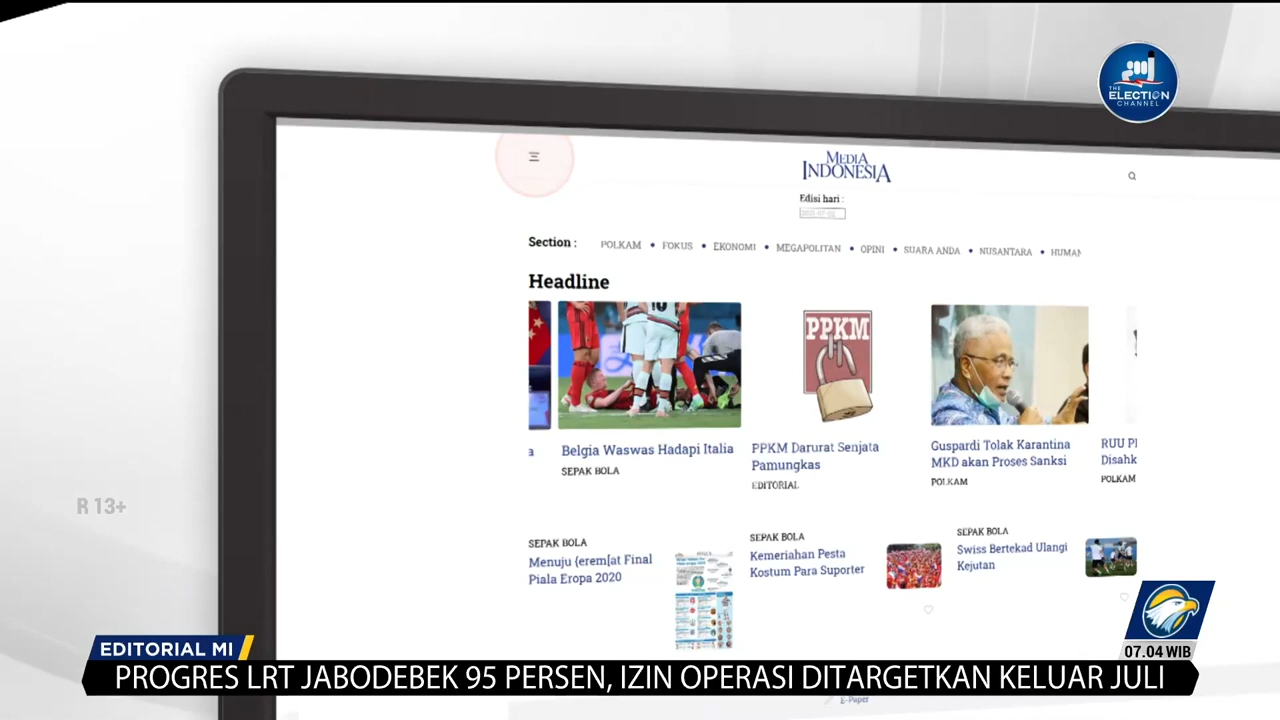 THE
ELECTION
CHANNEL
MEDIA
INDONESIA
Edisi hari :
Section :
POLKAM • FOKUS • EKONOMI • MEGAPOLITAN • OPINI • SUARA ANDA • NUSANTARA • HUMAN
Headline
PPKM
a
Belgia Waswas Hadapi Italia
SEPAK BOLA
PPKM Darurat Senjata
Pamungkas
EDITORIAL
Guspardi Tolak Karantina
MKD akan Proses Sanksi
POLKAM
RUU P
Disahk
POLKAM
R 13+
SEPAK BOLA
Menuju {erem[at Final
Piala Eropa 2020
SEPAK BOLA
Kemeriahan Pesta
Kostum Para Suporter
SEPAK BOLA
Swiss Bertekad Ulangi
Kejutan
EDITORIAL MI
07.04 WIB
PROGRES LRT JABODEBEK 95 PERSEN, IZIN OPERASI DITARGETKAN KELUAR JULI
E-Paper